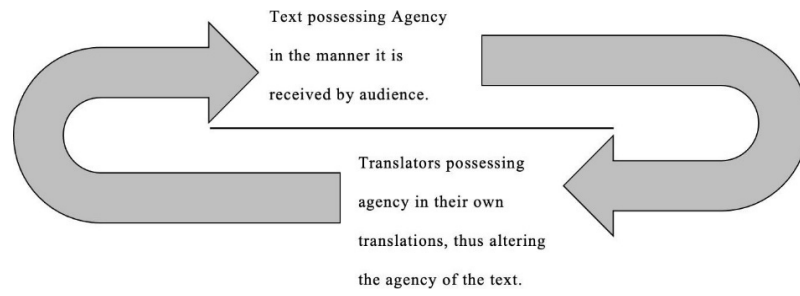 Text possessing Agency
in the manner it is
received by audience.
Translators possessing
agency in their own
translations, thus altering
the agency of the text.